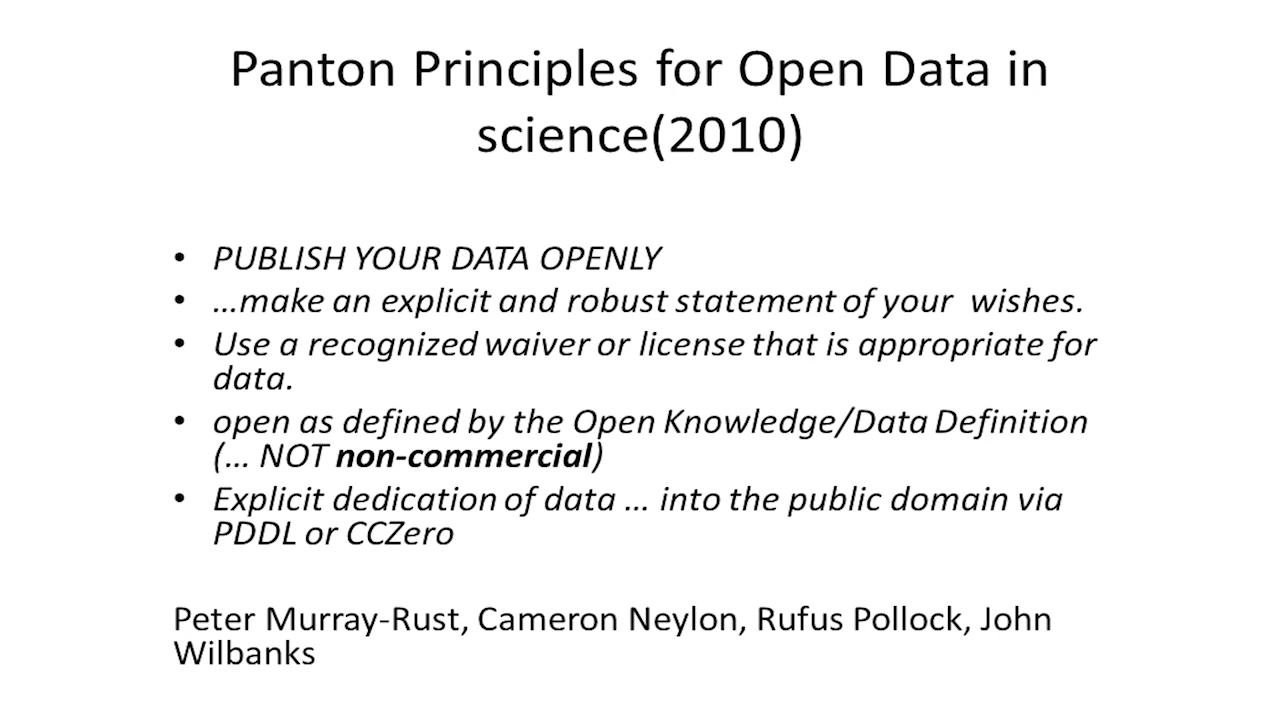 Panton Principles for Open Data in
science(2010)
• PUBLISH YOUR DATA OPENLY
• …make an explicit and robust statement of your  wishes.
• Use a recognized waiver or license that is appropriate for
data.
• open as defined by the Open Knowledge/Data Definition
(… NOT non-commercial)
• Explicit dedication of data … into the public domain via
PDDL or CCZero
Peter Murray-Rust, Cameron Neylon, Rufus Pollock, John
Wilbanks